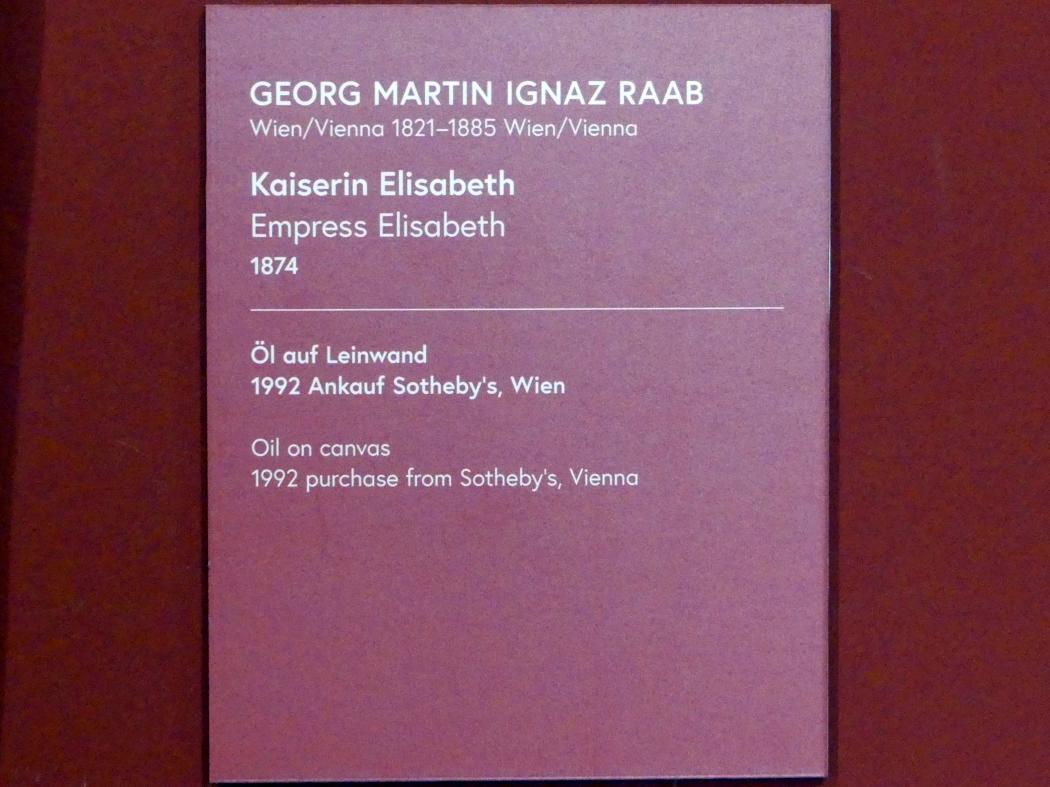 GEORG MARTIN IGNAZ RAAB
Wien/Vienna 1821–1885 Wien/Vienna
Kaiserin Elisabeth
Empress Elisabeth
1874
Öl auf Leinwand
1992 Ankauf Sotheby's, Wien
Oil on canvas
1992 purchase from Sotheby's, Vienna